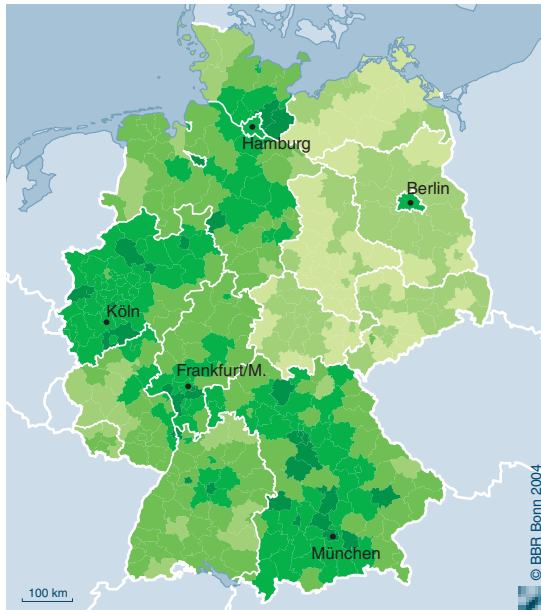 Hamburg
Berlin
Köln
Frankfurt/M.
München
100 km
© BBR Bonn 2004